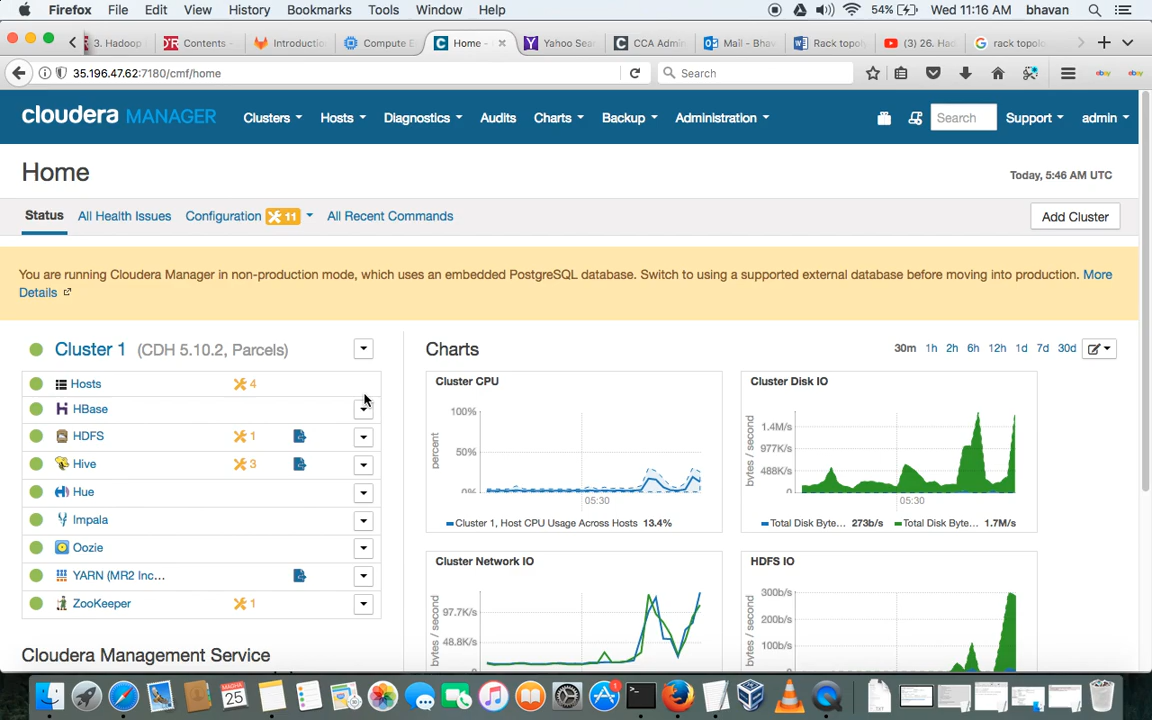 Firefox File Edit View History Bookmarks Tools Window Help 54% Wed 11:16 AM bhavan
3. Hadoop Contents - Introductio Compute E Home - Yahoo Sea CCA Admin Mail - Bhav Rack topol (3) 26. Had rack topolo
35.196.47.62:7180/cmf/home Search ebay ebay
cloudera MANAGER Clusters Hosts Diagnostics Audits Charts Backup Administration Search Support admin
Home
Today, 5:46 AM UTC
Status All Health Issues Configuration 11 All Recent Commands Add Cluster
You are running Cloudera Manager in non-production mode, which uses an embedded PostgreSQL database. Switch to using a supported external database before moving into production. More
Details
Cluster 1 (CDH 5.10.2, Parcels)
Hosts 4
HBase
HDFS 1
Hive 3
Hue
Impala
Oozie
YARN (MR2 Inc...
ZooKeeper 1
Cloudera Management Service
Charts 30m 1h 2h 6h 12h 1d 7d 30d
Cluster CPU
percent
100%
50%
0%
05:30
Cluster 1, Host CPU Usage Across Hosts 13.4%
Cluster Disk IO
bytes / second
1.4M/s
977K/s
488K/s
0
05:30
Total Disk Byte... 273b/s Total Disk Byte... 1.7M/s
Cluster Network IO
bytes / second
97.7K/s
48.8K/s
HDFS IO
bytes / second
300b/s
200b/s
100b/s
25
1